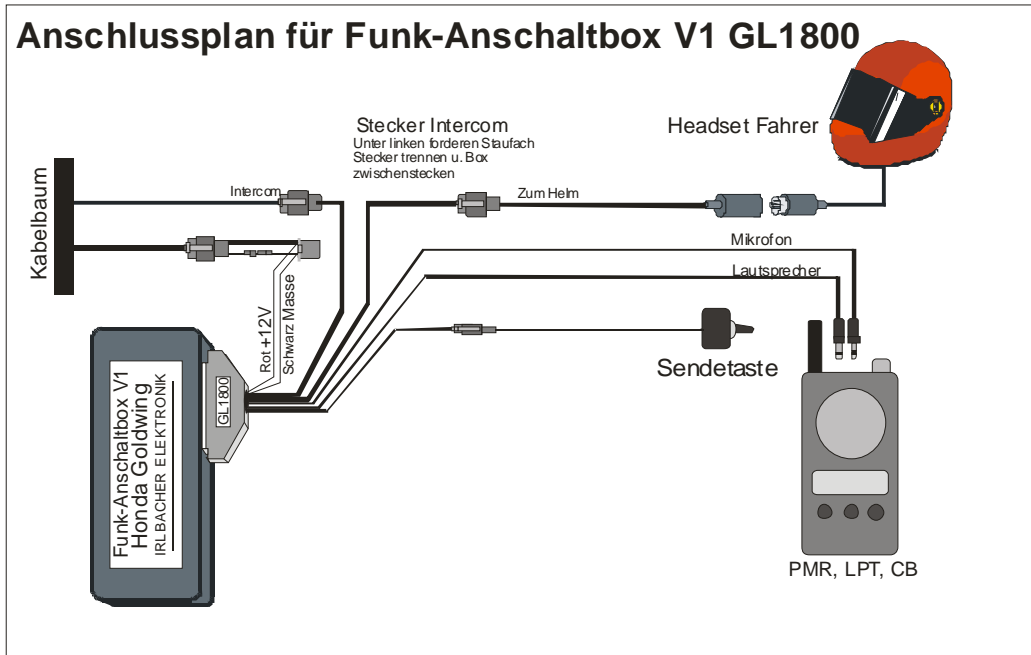 Anschlussplan für Funk-Anschaltbox V1 GL1800
Stecker Intercom
Unter linken forderen Staufach
Stecker trennen u. Box
zwischenstecken
Headset Fahrer
Intercom
Zum Helm
Kabelbaum
Mikrofon
Lautsprecher
Rot +12V
Schwarz Masse
Sendetaste
GL1800
Funk-Anschaltbox V1
Honda Goldwing
IRLBACHER ELEKTRONIK
PMR, LPT, CB